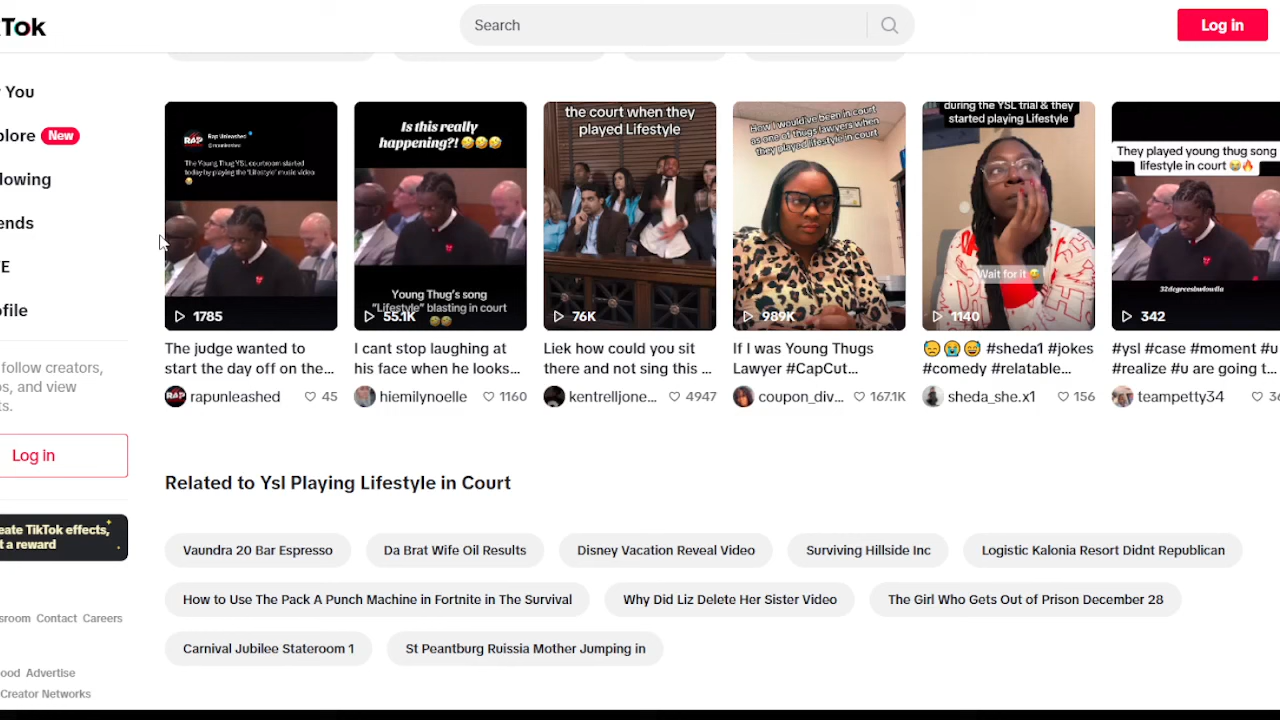 Tok
Search
Log in
You
plore New
lowing
ends
E
ofile
follow creators,
s, and view
ts.
Log in
eate TikTok effects,
t a reward
sroom Contact Careers
ood Advertise
Creator Networks
RAP Rap Unleashed
The Young Thug YSL courtroom started
today by playing the 'Lifestyle' music video
😅
1785
The judge wanted to
start the day off on the...
RAP rapunleashed 45
Is this really
happening?! 🤣🤣🤣
Young Thug's song
"Lifestyle" blasting in court
🤣🤣
55.1K
I cant stop laughing at
his face when he looks...
hiemilynoelle 1160
the court when they
played Lifestyle
76K
Liek how could you sit
there and not sing this ...
kentrelljone... 4947
How I would've been in court
as one of thugs lawyers when
they played lifestyle in court
989K
If I was Young Thugs
Lawyer #CapCut...
coupon_div... 167.1K
during the YSL trial & they
started playing Lifestyle
Wait for it 😅
1140
😓😭😅 #sheda1 #jokes
#comedy #relatable...
sheda_she.x1 156
They played young thug song
lifestyle in court 😭🔥
342
#ysl #case #moment #u
#realize #u are going t...
teampetty34 36
Related to Ysl Playing Lifestyle in Court
Vaundra 20 Bar Espresso
Da Brat Wife Oil Results
Disney Vacation Reveal Video
Surviving Hillside Inc
Logistic Kalonia Resort Didnt Republican
How to Use The Pack A Punch Machine in Fortnite in The Survival
Why Did Liz Delete Her Sister Video
The Girl Who Gets Out of Prison December 28
Carnival Jubilee Stateroom 1
St Peantburg Ruissia Mother Jumping in